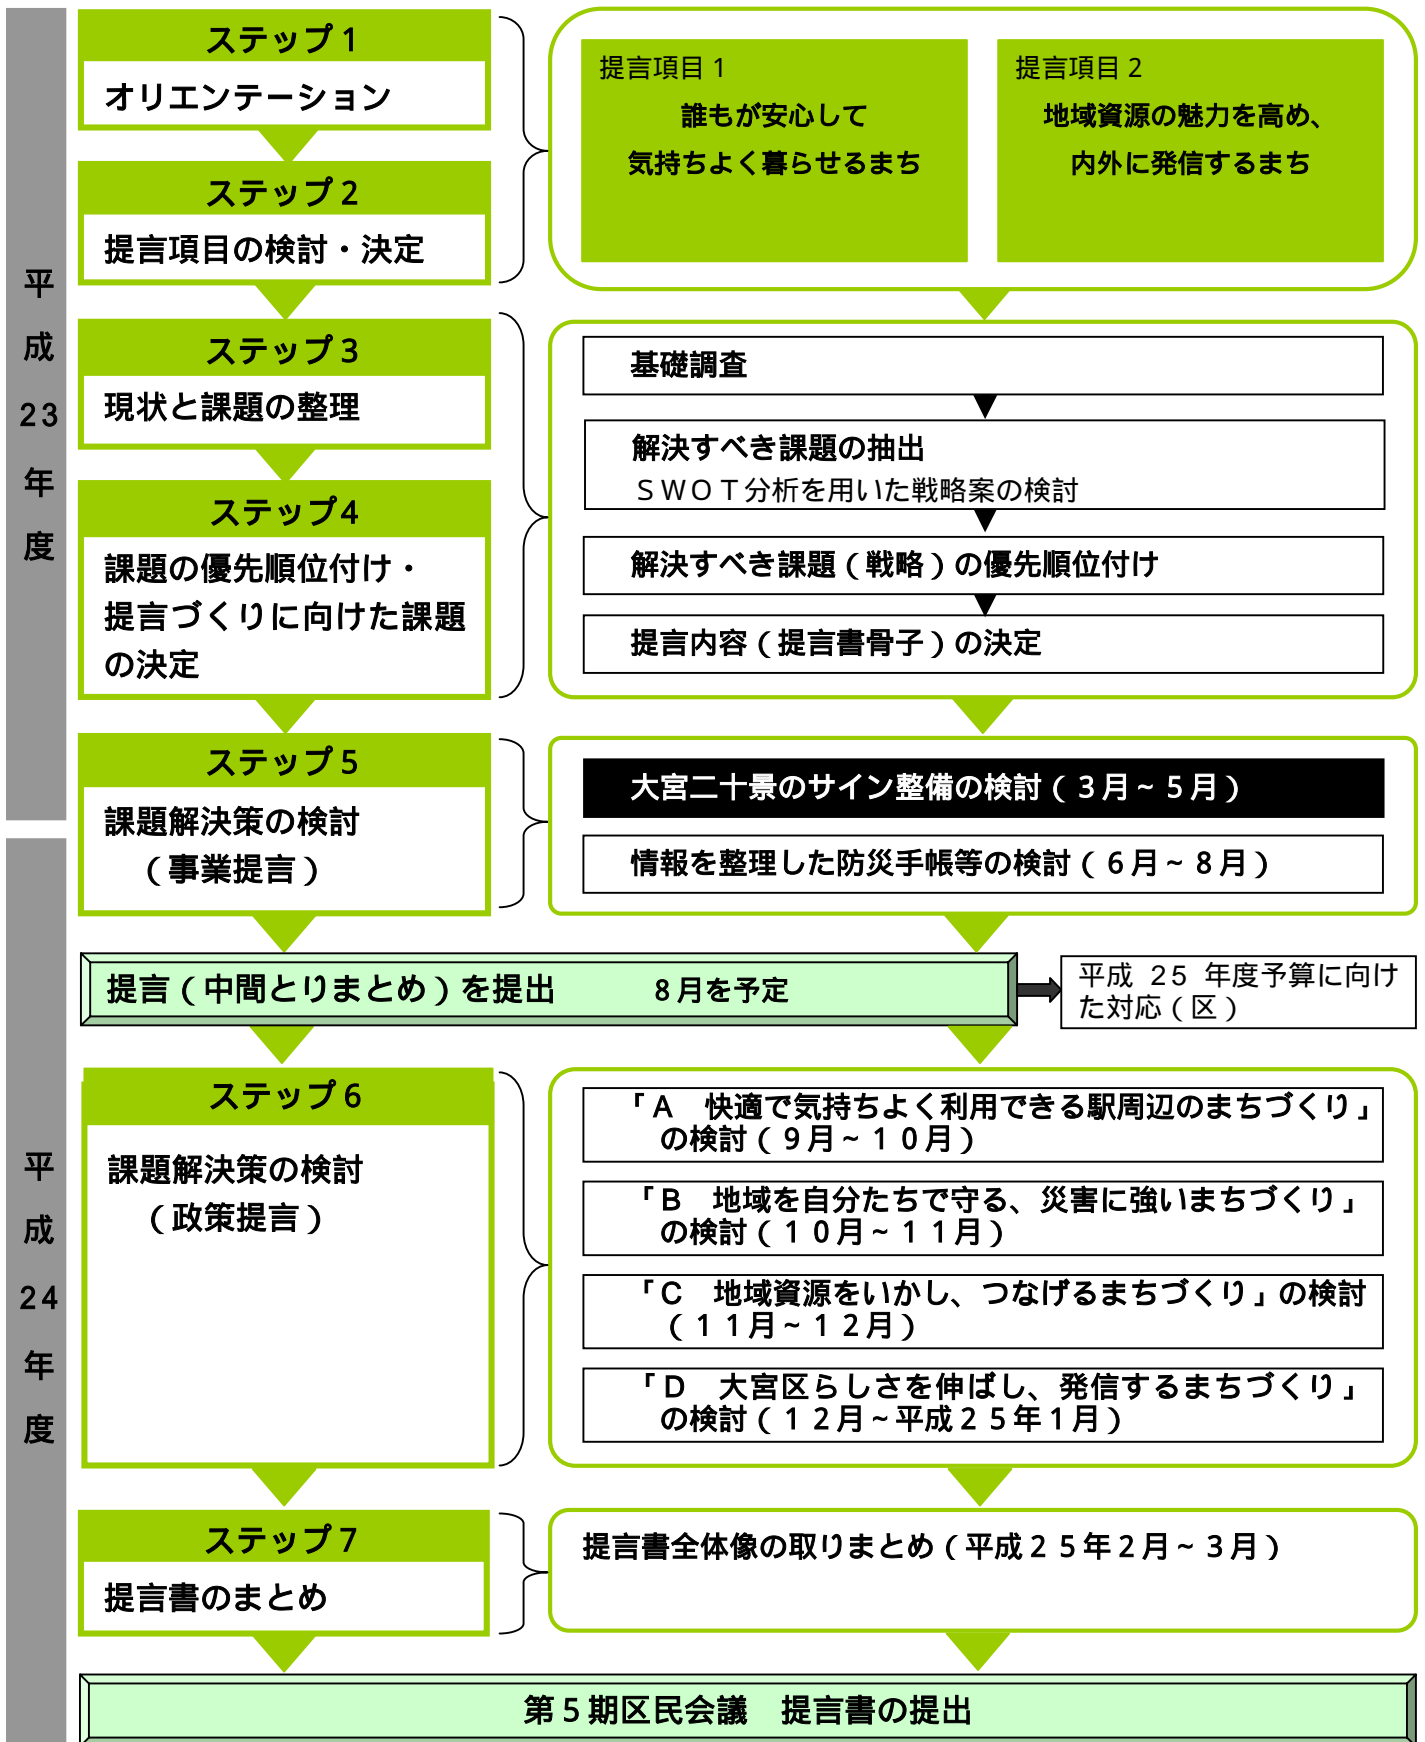 平成23年度
ステップ1
オリエンテーション
ステップ2
提言項目の検討・決定
提言項目1
誰もが安心して
気持ちよく暮らせるまち
提言項目2
地域資源の魅力を高め、
内外に発信するまち
ステップ3
現状と課題の整理
ステップ4
課題の優先順位付け・
提言づくりに向けた課題
の決定
基礎調査
解決すべき課題の抽出
SWOT分析を用いた戦略案の検討
解決すべき課題(戦略)の優先順位付け
提言内容(提言書骨子)の決定
ステップ5
課題解決策の検討
(事業提言)
大宮二十景のサイン整備の検討(3月~5月)
情報を整理した防災手帳等の検討(6月~8月)
平成24年度
提言(中間とりまとめ)を提出 8月を予定
平成 25 年度予算に向け
た対応(区)
ステップ6
課題解決策の検討
(政策提言)
「A 快適で気持ちよく利用できる駅周辺のまちづくり」
の検討(9月~10月)
「B 地域を自分たちで守る、災害に強いまちづくり」
の検討(10月~11月)
「C 地域資源をいかし、つなげるまちづくり」の検討
(11月~12月)
「D 大宮区らしさを伸ばし、発信するまちづくり」
の検討(12月~平成25年1月)
ステップ7
提言書のまとめ
提言書全体像の取りまとめ(平成25年2月~3月)
第5期区民会議 提言書の提出